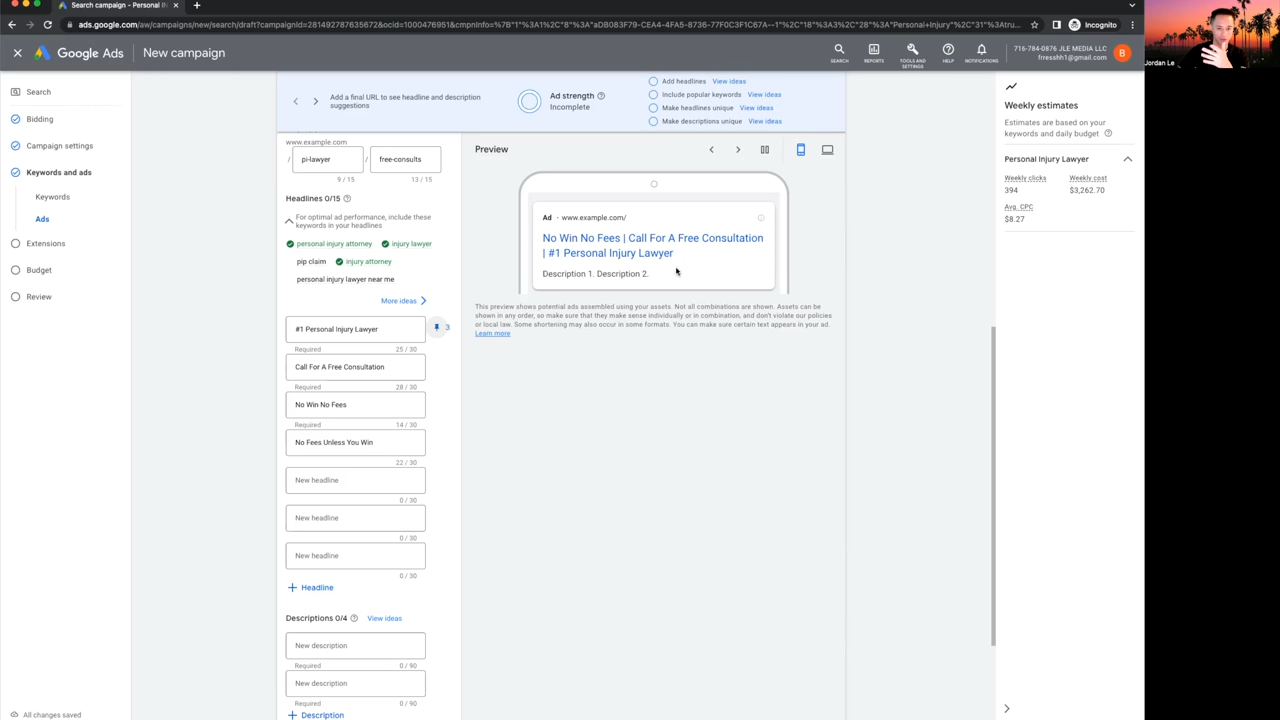 Search campaign - Personal IN
ads.google.com/aw/campaigns/new/search/draft?campaignId=281492787635672&ocid=1000476951&cmpnInfo=%7B"1%3A1%2C"8%3A"aDB083F79-CEA4-4FA5-8736-77F0C3F1C67A--1"%2C"18%3A%2C%3A"28%3A"Personal+Injury"%2C"31"%3Atru...
Incognito
Google Ads
New campaign
SEARCH
REPORTS
TOOLS AND SETTINGS
HELP
NOTIFICATIONS
716-784-0876 JLE MEDIA LLC
frresshh1@gmail.com
B
Jordan Le
Search
Bidding
Campaign settings
Keywords and ads
Keywords
Ads
Extensions
Budget
Review
All changes saved
Add a final URL to see headline and description
suggestions
Ad strength
Incomplete
Add headlines View ideas
Include popular keywords View ideas
Make headlines unique View ideas
Make descriptions unique View ideas
www.example.com
/ pi-lawyer / free-consults
9 / 15 13 / 15
Headlines 0/15
For optimal ad performance, include these
keywords in your headlines
personal injury attorney injury lawyer
pip claim injury attorney
personal injury lawyer near me
More ideas
#1 Personal Injury Lawyer
3
Required 25 / 30
Call For A Free Consultation
Required 28 / 30
No Win No Fees
Required 14 / 30
No Fees Unless You Win
22 / 30
New headline
0 / 30
New headline
0 / 30
New headline
0 / 30
+ Headline
Descriptions 0/4 View ideas
New description
Required 0 / 90
New description
Required 0 / 90
+ Description
Preview
Ad - www.example.com/
No Win No Fees | Call For A Free Consultation
| #1 Personal Injury Lawyer
Description 1. Description 2.
This preview shows potential ads assembled using your assets. Not all combinations are shown. Assets can
be shown in any order, so make sure that they make sense individually or in combination, and don't violate our policies
or local law. Some shortening may also occur in some formats. You can make sure certain text appears in your ad.
Learn more
Weekly estimates
Estimates are based on your
keywords and daily budget
Personal Injury Lawyer
Weekly clicks Weekly cost
394 $3,262.70
Avg. CPC
$8.27